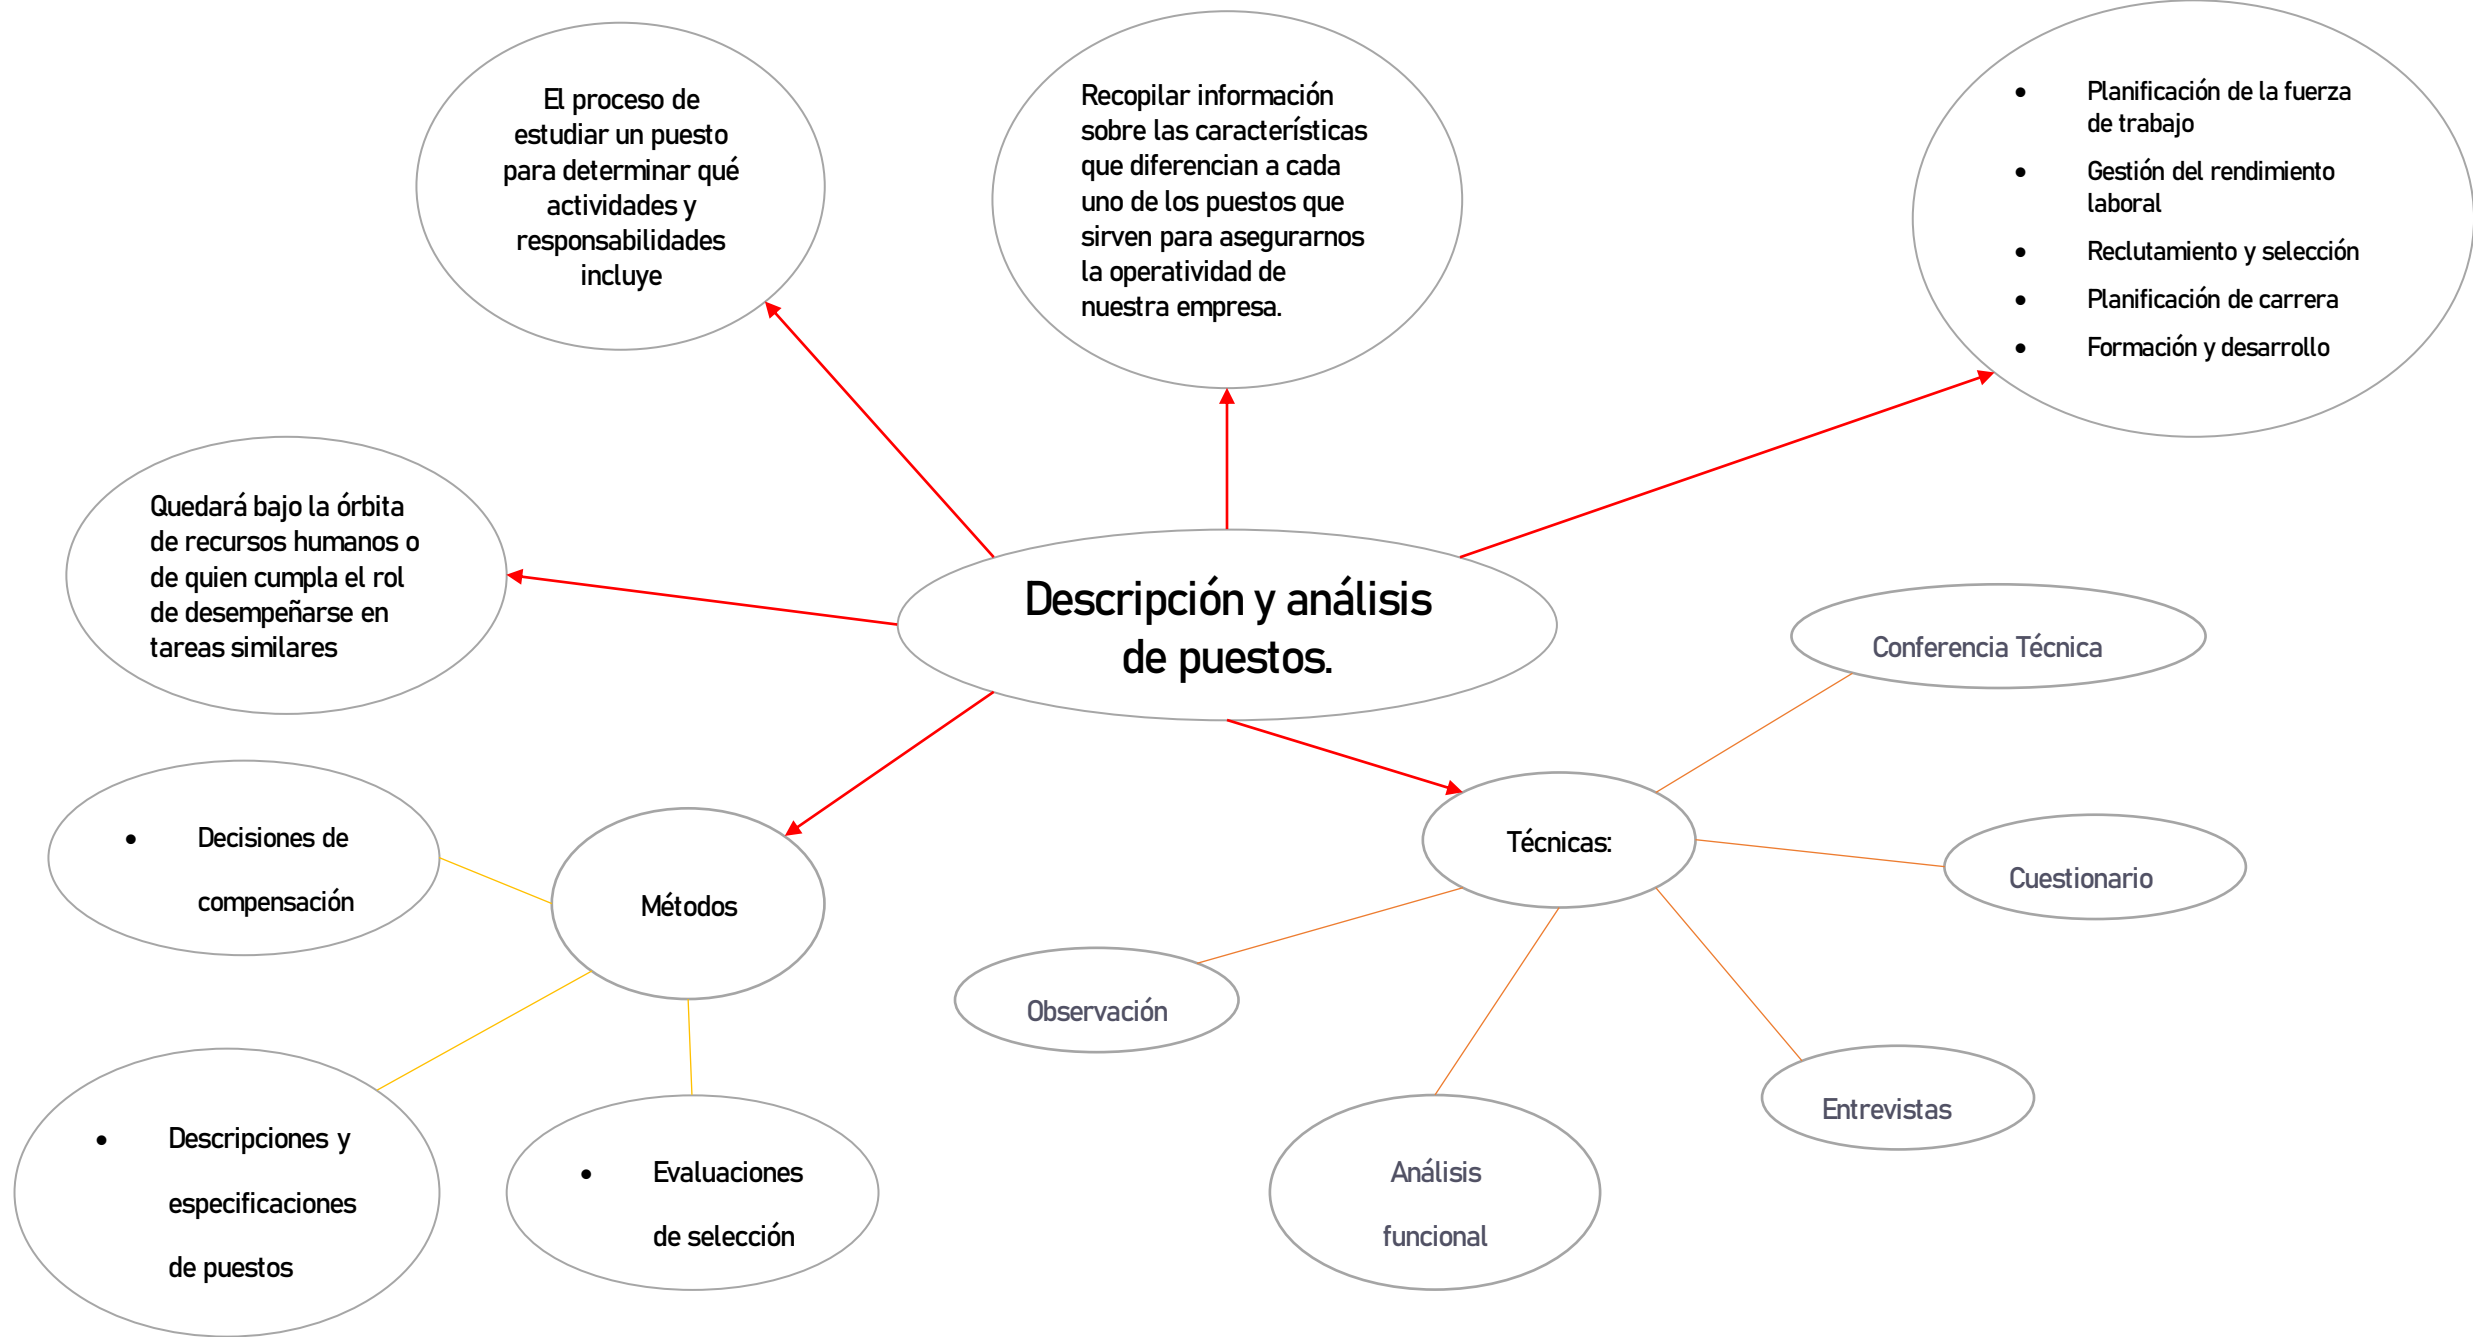 El proceso de
estudiar un puesto
para determinar qué
actividades y
responsabilidades
incluye
Recopilar información
sobre las características
que diferencian a cada
uno de los puestos que
sirven para asegurarnos
la operatividad de
nuestra empresa.
• Planificación de la fuerza
de trabajo
• Gestión del rendimiento
laboral
• Reclutamiento y selección
• Planificación de carrera
• Formación y desarrollo
Quedará bajo la órbita
de recursos humanos o
de quien cumpla el rol
de desempeñarse en
tareas similares
Descripción y análisis
de puestos.
Conferencia Técnica
• Decisiones de
compensación
Métodos
Técnicas:
Cuestionario
Observación
Entrevistas
• Descripciones y
especificaciones
de puestos
• Evaluaciones
de selección
Análisis
funcional